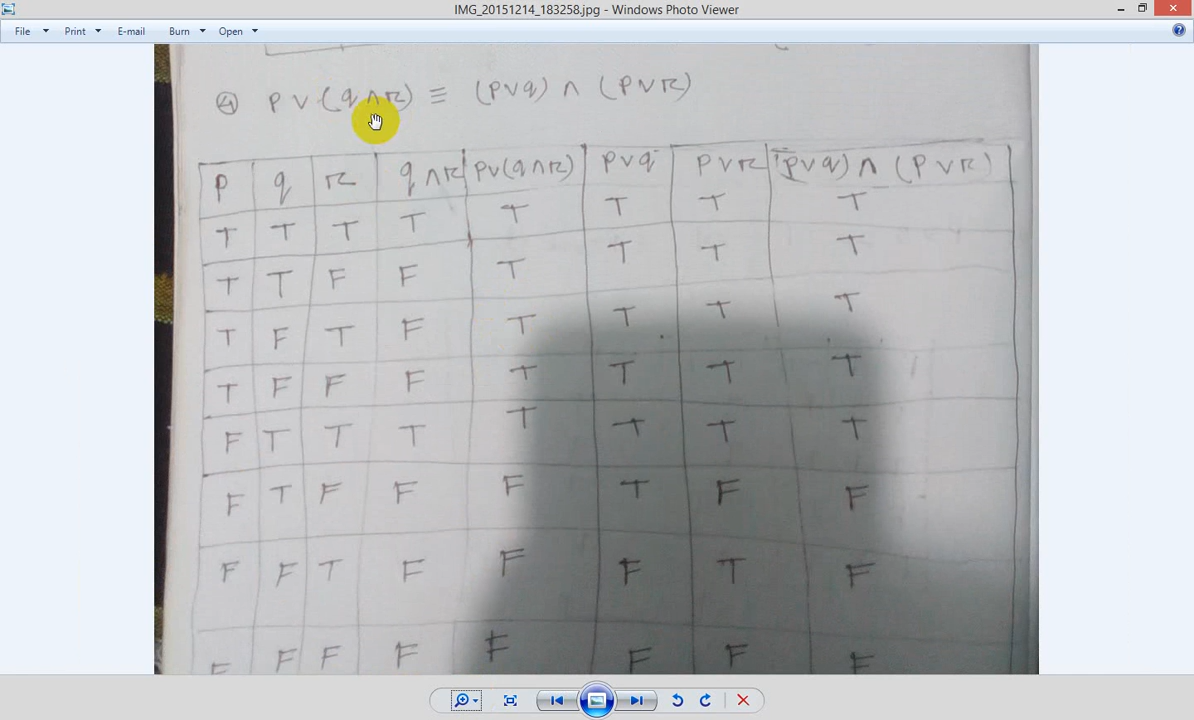 IMG_20151214_183258.jpg - Windows Photo Viewer
File Print E-mail Burn Open
④ p ∨ (q ∧ r) ≡ (p ∨ q) ∧ (p ∨ r)
p q r q ∧ r p ∨ (q ∧ r) p ∨ q p ∨ r (p ∨ q) ∧ (p ∨ r)
T T T T T T T T
T T F F T T T T
T F T F T T T T
T F F F T T T T
F T T T T T T T
F T F F F T F F
F F T F F F T F
F F F F F F F F